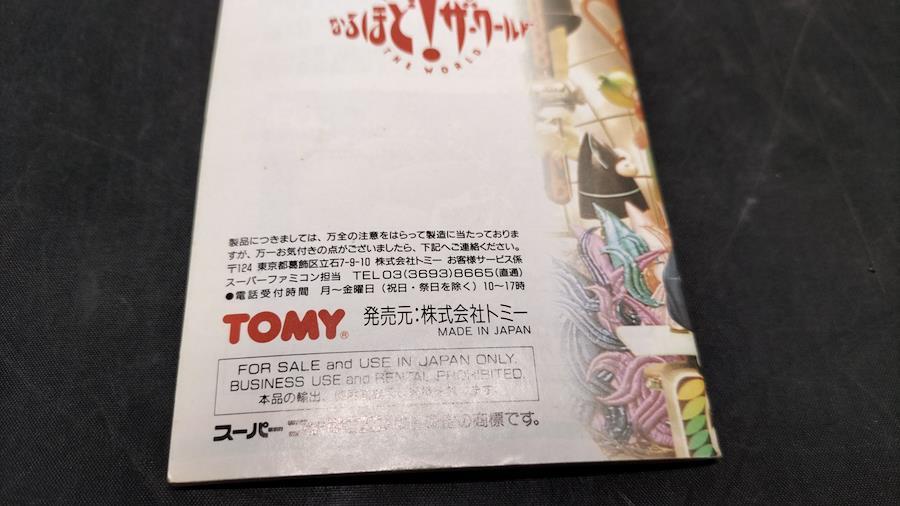 なるほど!ザ・ワールド
THE WORLD
製品につきましては、万全の注意をはらって製造に当たっておりま
すが、万一お気付きの点がございましたら、下記へご連絡ください。
〒124 東京都葛飾区立石7-9-10 株式会社トミー お客様サービス係
スーパーファミコン担当 TEL 03(3693)8665(直通)
●電話受付時間 月〜金曜日(祝日・祭日を除く)10〜17時
TOMY® 発売元:株式会社トミー
MADE IN JAPAN
FOR SALE and USE IN JAPAN ONLY.
BUSINESS USE and RENTAL PROHIBITED.
本品の輸出、
スーパー の商標です。